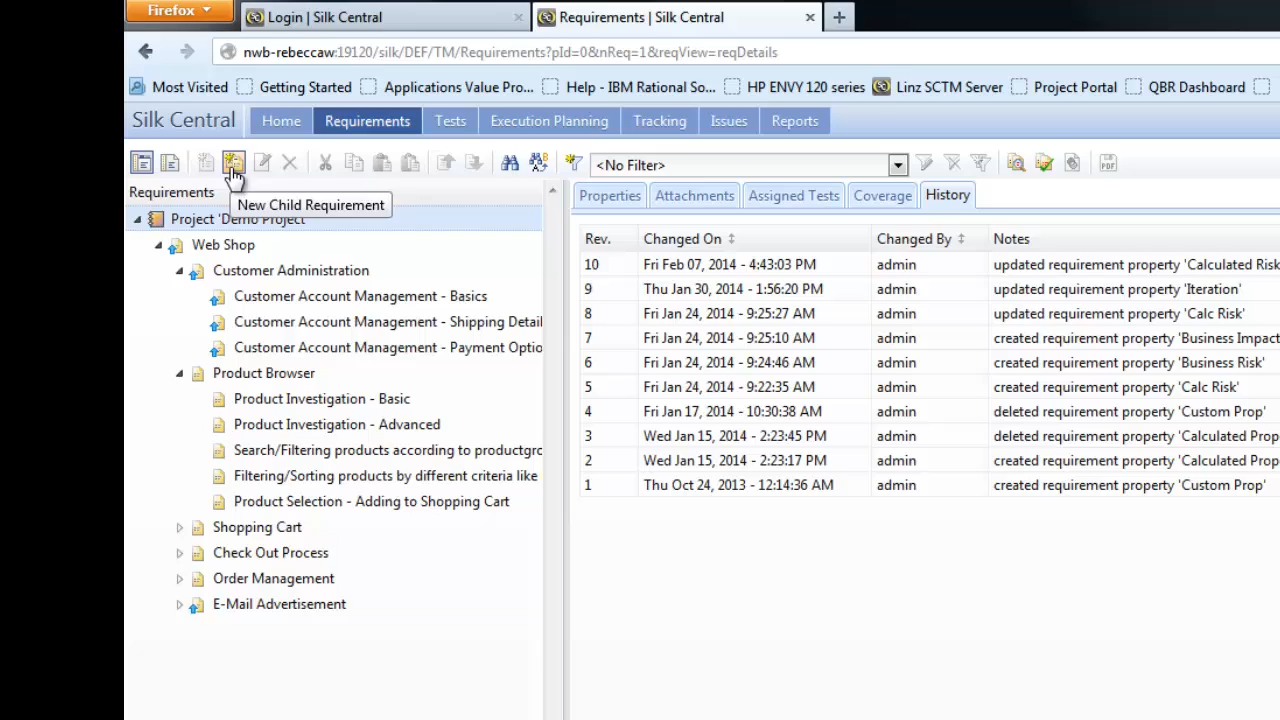 Firefox
Login | Silk Central
Requirements | Silk Central
nwb-rebeccaw:19120/silk/DEF/TM/Requirements?pId=0&nReq=1&reqView=reqDetails
Most Visited Getting Started Applications Value Pro... Help - IBM Rational So... HP ENVY 120 series Linz SCTM Server Project Portal QBR Dashboard
Silk Central Home Requirements Tests Execution Planning Tracking Issues Reports
<No Filter>
Requirements
New Child Requirement
Properties Attachments Assigned Tests Coverage History
Project 'Demo Project'
Web Shop
Customer Administration
Customer Account Management - Basics
Customer Account Management - Shipping Detail
Customer Account Management - Payment Optio
Product Browser
Product Investigation - Basic
Product Investigation - Advanced
Search/Filtering products according to productgro
Filtering/Sorting products by different criteria like
Product Selection - Adding to Shopping Cart
Shopping Cart
Check Out Process
Order Management
E-Mail Advertisement
Rev. Changed On Changed By Notes
10 Fri Feb 07, 2014 - 4:43:03 PM admin updated requirement property 'Calculated Risk
9 Thu Jan 30, 2014 - 1:56:20 PM admin updated requirement property 'Iteration'
8 Fri Jan 24, 2014 - 9:25:27 AM admin updated requirement property 'Calc Risk'
7 Fri Jan 24, 2014 - 9:25:10 AM admin created requirement property 'Business Impact
6 Fri Jan 24, 2014 - 9:24:46 AM admin created requirement property 'Business Risk'
5 Fri Jan 24, 2014 - 9:22:35 AM admin created requirement property 'Calc Risk'
4 Fri Jan 17, 2014 - 10:30:38 AM admin deleted requirement property 'Custom Prop'
3 Wed Jan 15, 2014 - 2:23:45 PM admin deleted requirement property 'Calculated Prop
2 Wed Jan 15, 2014 - 2:23:17 PM admin created requirement property 'Calculated Prop
1 Thu Oct 24, 2013 - 12:14:36 AM admin created requirement property 'Custom Prop'